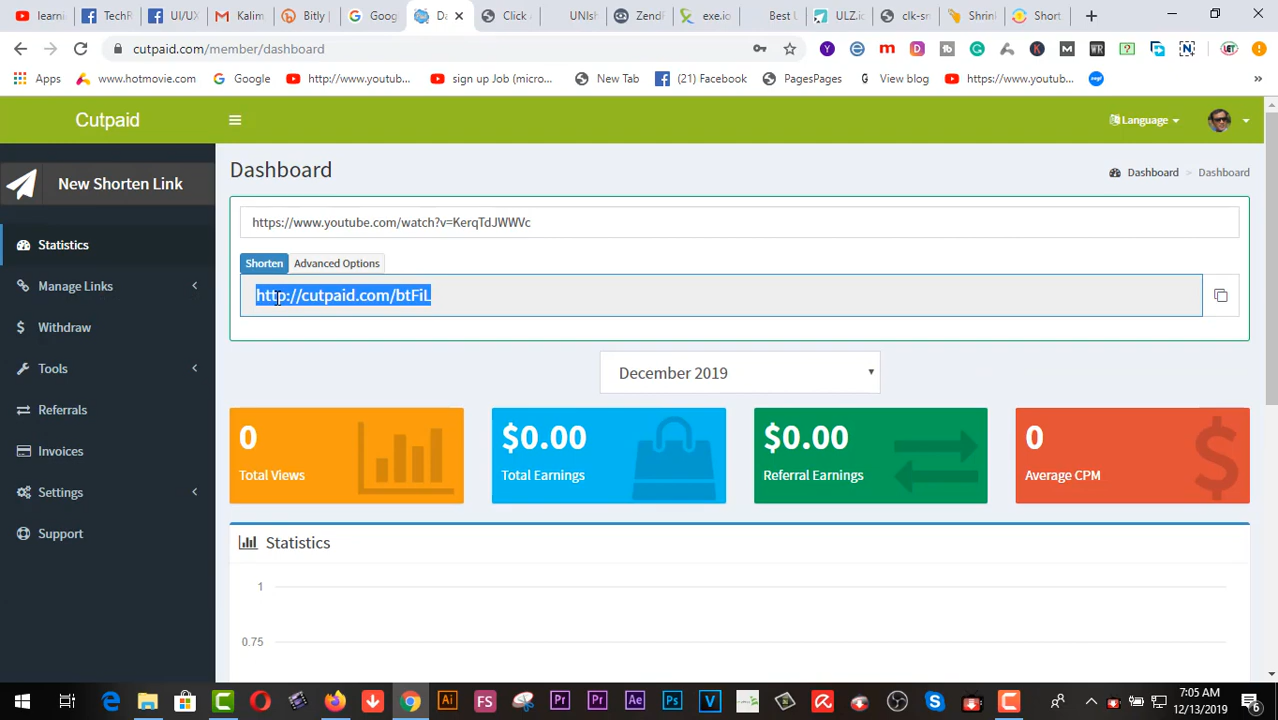 learni TechR UI/UX Kalim Bitly | Goog Da Click UNIsh ZendF exe.io Best U ULZ.i clk-sn Shrink Short
cutpaid.com/member/dashboard
Apps www.hotmovie.com Google http://www.youtub... sign up Job (micro... New Tab (21) Facebook PagesPages View blog https://www.youtub... »
Cutpaid
Language
New Shorten Link
Dashboard
Dashboard > Dashboard
https://www.youtube.com/watch?v=KerqTdJWWVc
Shorten Advanced Options
http://cutpaid.com/btFiL
Statistics
Manage Links
Withdraw
Tools
Referrals
Invoices
Settings
Support
December 2019
0
Total Views
$0.00
Total Earnings
$0.00
Referral Earnings
0
Average CPM
Statistics
1
0.75
7:05 AM
12/13/2019